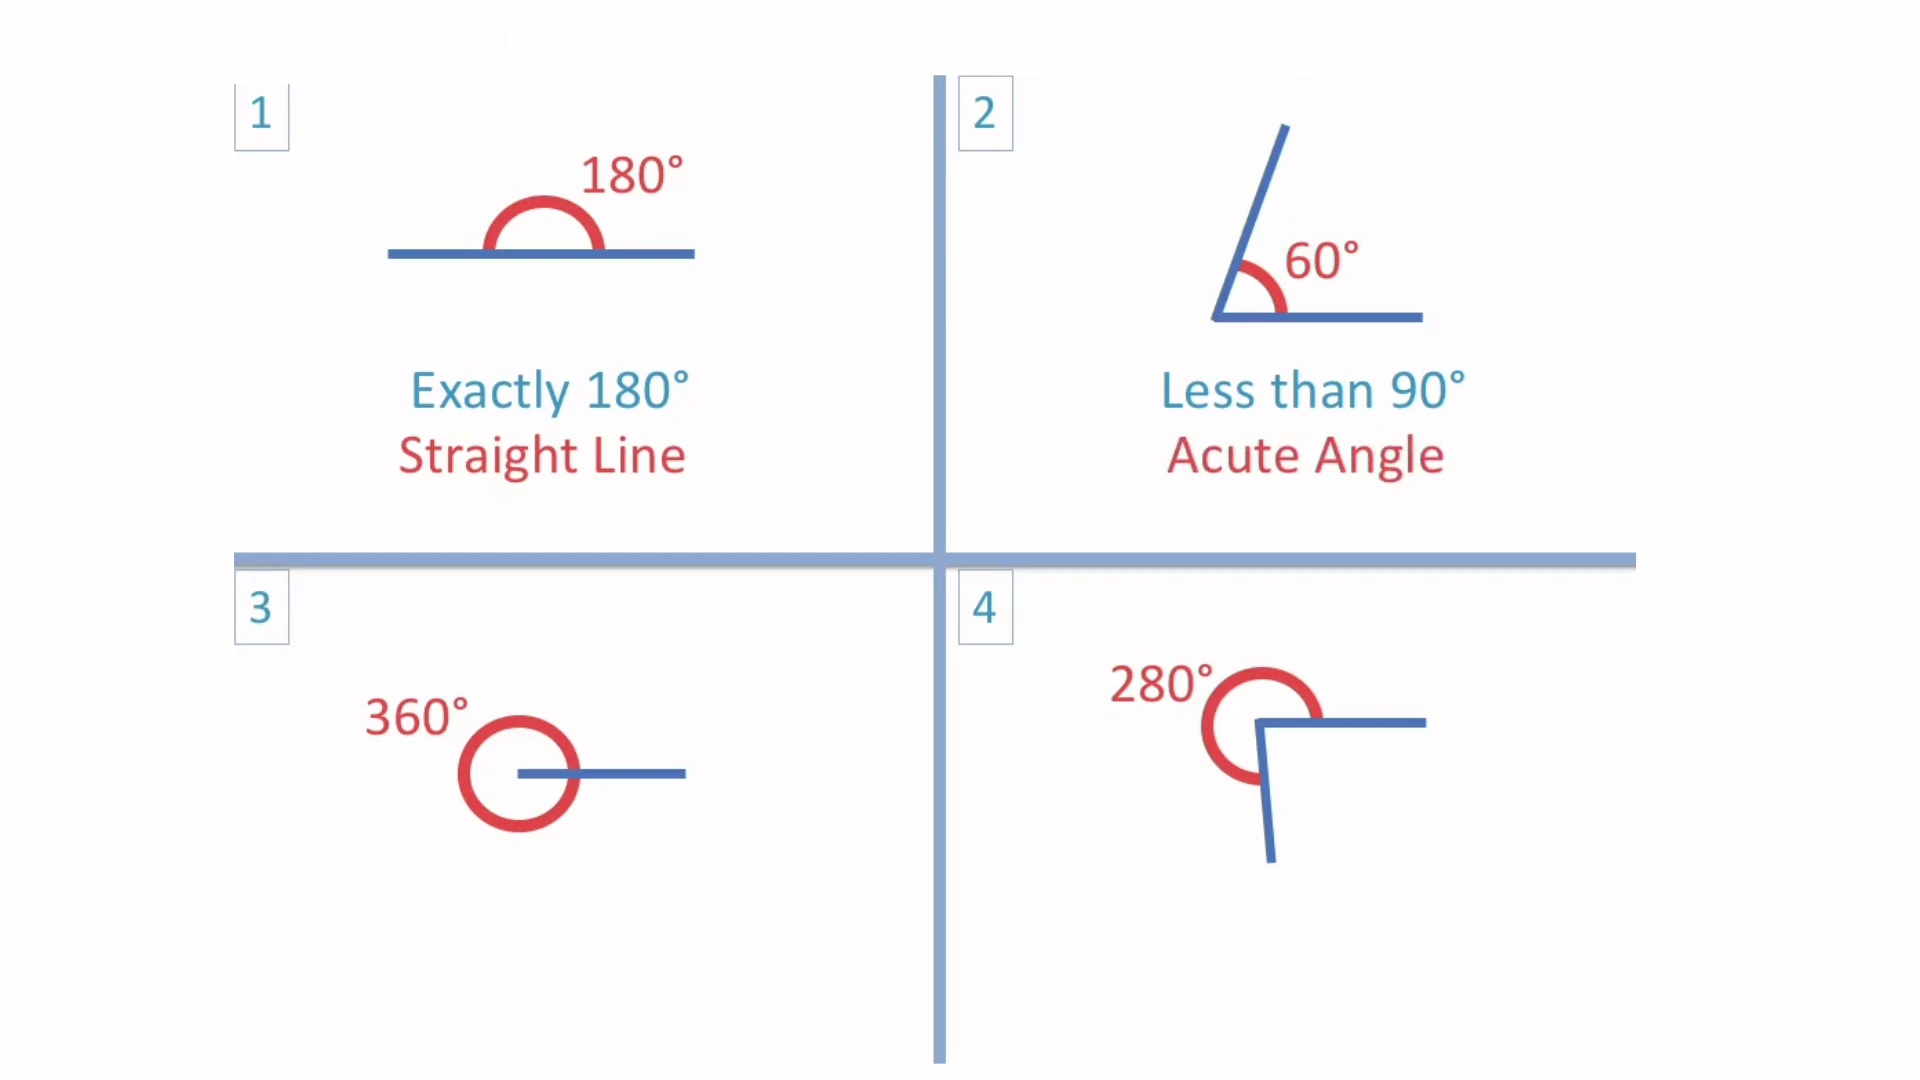 1
180°
Exactly 180°
Straight Line
2
60°
Less than 90°
Acute Angle
3
360°
4
280°